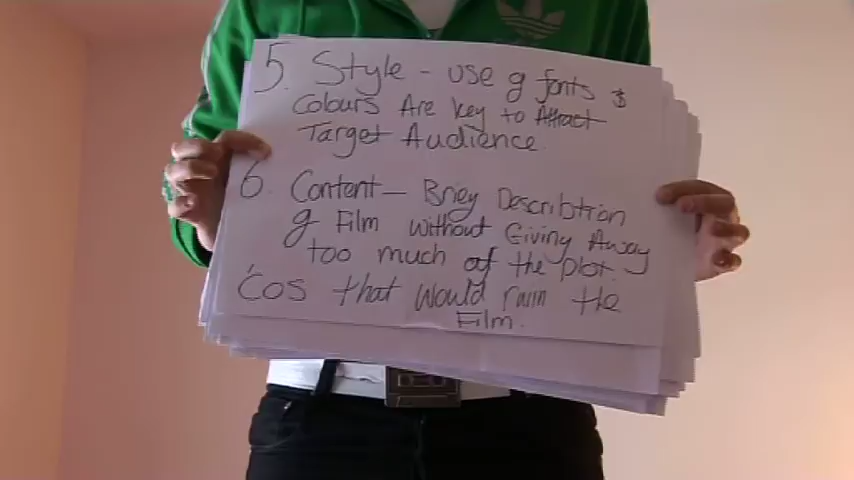 5. Style - use of fonts &
Colours Are key to Attract
Target Audience.
6. Content - Brief Describtion
of Film without Giving Away
too much of the plot -
'Cos that would ruin the
Film.